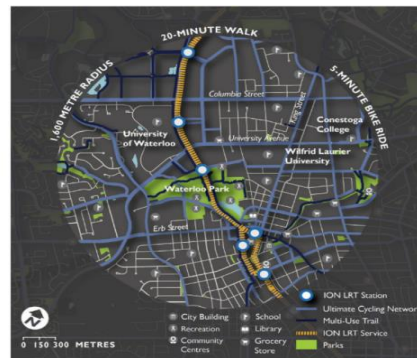 20-MINUTE WALK
1,600 METRE RADIUS
5-MINUTE BIKE RIDE
Columbia Street
King Street
University of Waterloo
University Avenue
Conestoga College
Wilfrid Laurier University
Waterloo Park
Erb Street
0 150 300 METRES
City Building
Recreation
Community Centres
School
Library
Grocery Store
ION LRT Station
Ultimate Cycling Network
Multi-Use Trail
ION LRT Service
Parks